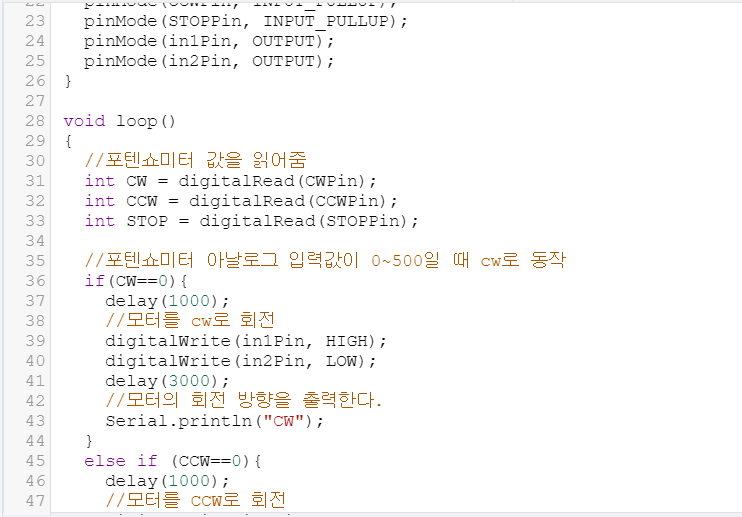 22 pinMode(CCWPin, INPUT_PULLUP);
23 pinMode(STOPPin, INPUT_PULLUP);
24 pinMode(in1Pin, OUTPUT);
25 pinMode(in2Pin, OUTPUT);
26 }
27
28 void loop()
29 {
30 //포텐쇼미터 값을 읽어줌
31 int CW = digitalRead(CWPin);
32 int CCW = digitalRead(CCWPin);
33 int STOP = digitalRead(STOPPin);
34
35 //포텐쇼미터 아날로그 입력값이 0~500일 때 cw로 동작
36 if(CW==0){
37 delay(1000);
38 //모터를 cw로 회전
39 digitalWrite(in1Pin, HIGH);
40 digitalWrite(in2Pin, LOW);
41 delay(3000);
42 //모터의 회전 방향을 출력한다.
43 Serial.println("CW");
44 }
45 else if (CCW==0){
46 delay(1000);
47 //모터를 CCW로 회전